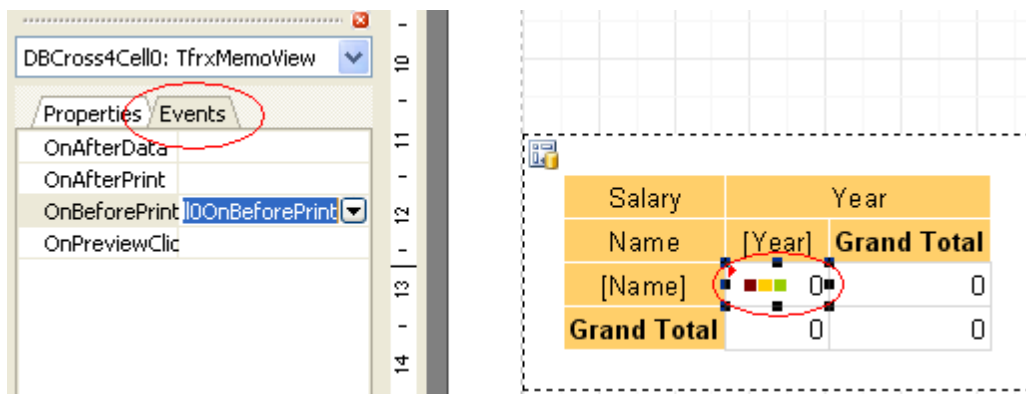 DBCross4Cell0: TfrxMemoView
Properties Events
OnAfterData
OnAfterPrint
OnBeforePrint ll0OnBeforePrint
OnPreviewClic
10
11
12
13
14
Salary Year
Name [Year] Grand Total
[Name] 0 0
Grand Total 0 0